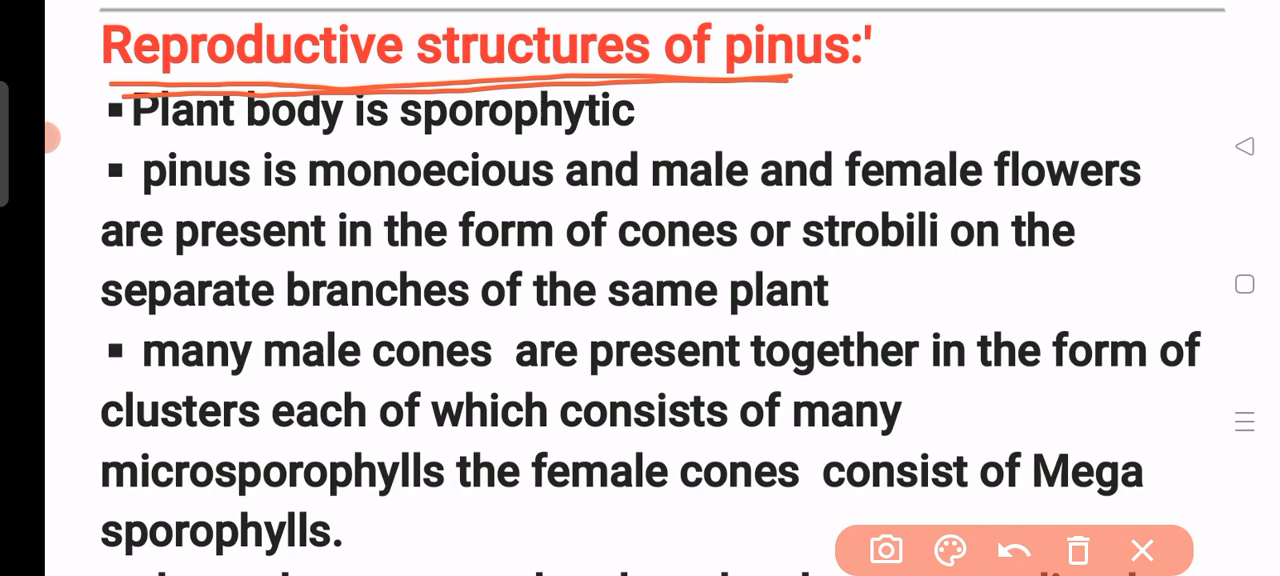 Reproductive structures of pinus:'
▪Plant body is sporophytic
▪ pinus is monoecious and male and female flowers
are present in the form of cones or strobili on the
separate branches of the same plant
▪ many male cones are present together in the form of
clusters each of which consists of many
microsporophylls the female cones consist of Mega
sporophylls.